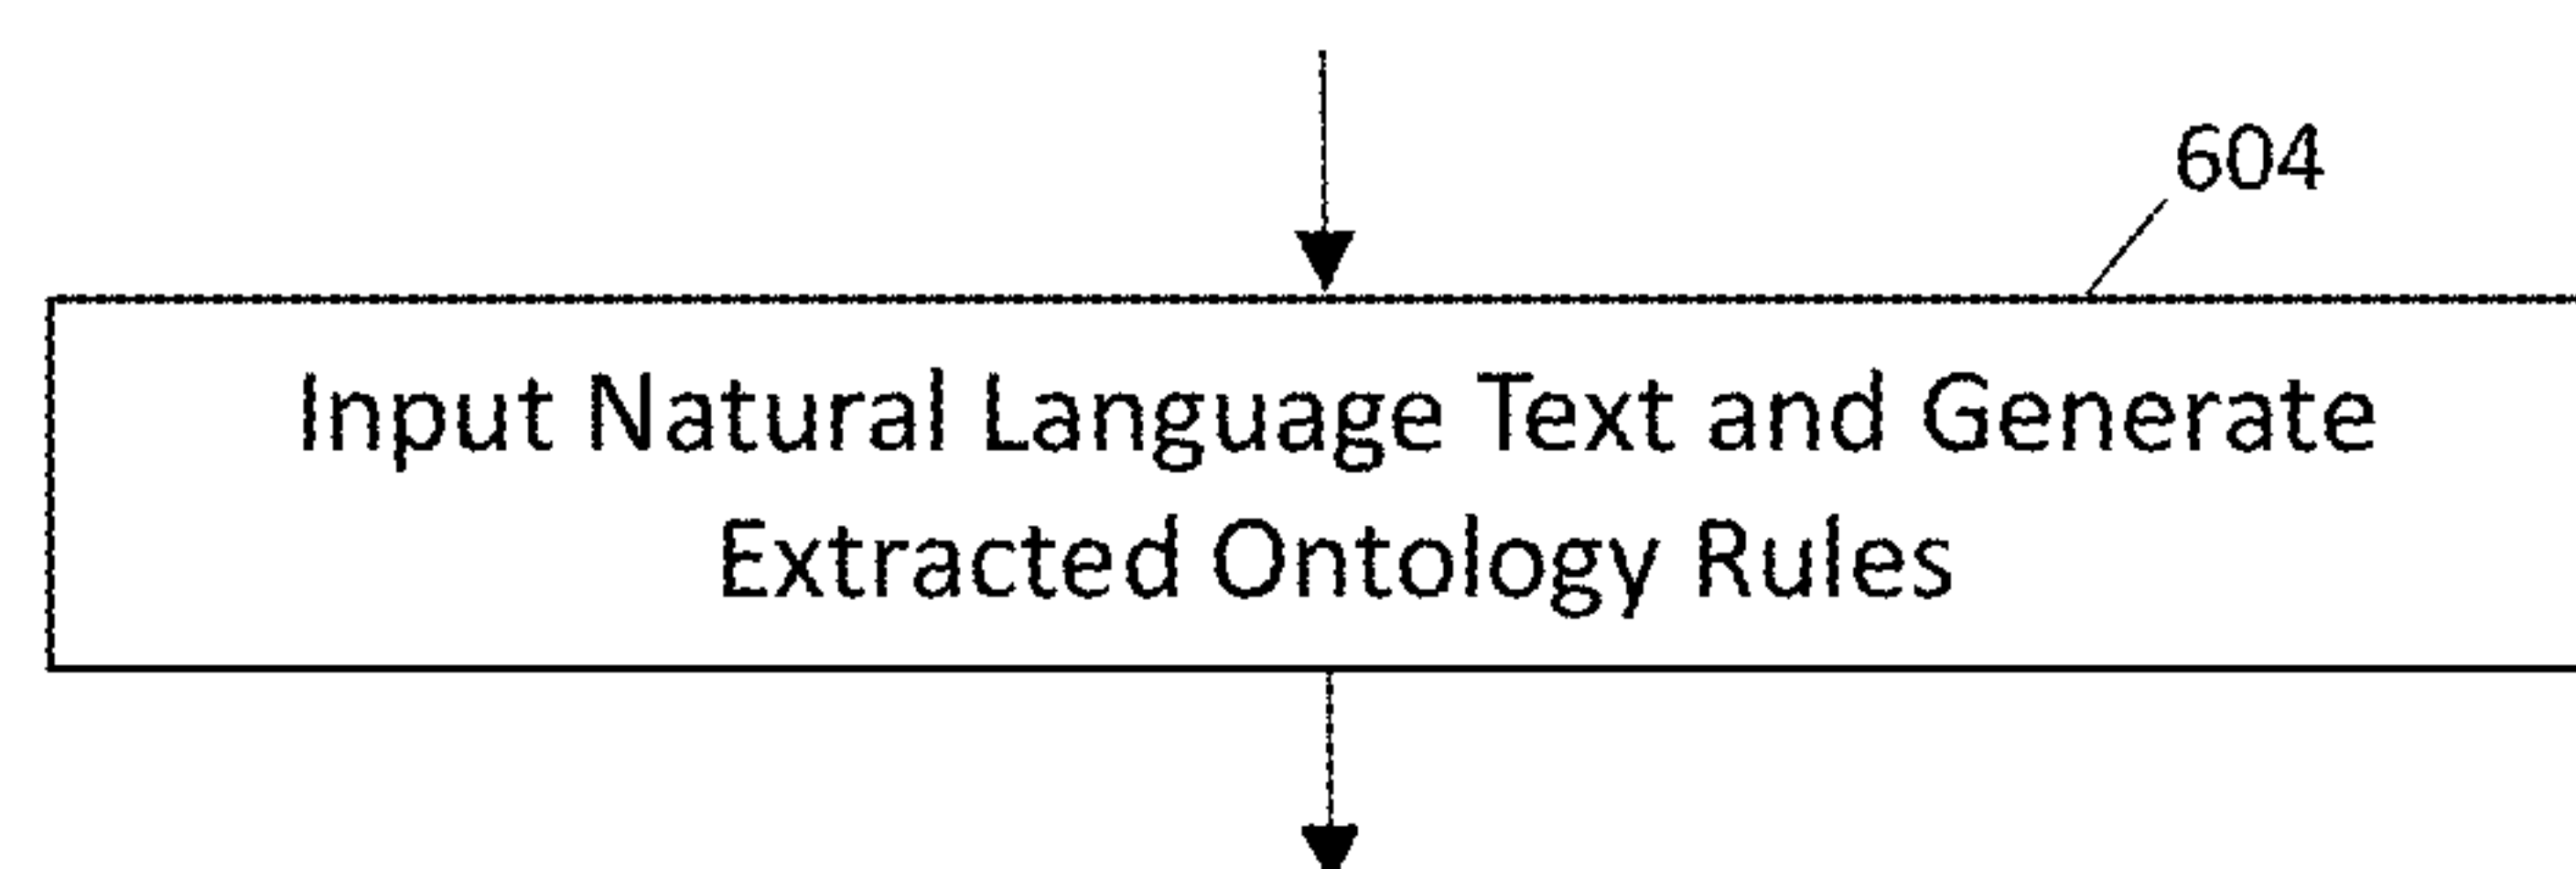 604
Input Natural Language Text and Generate
Extracted Ontology Rules